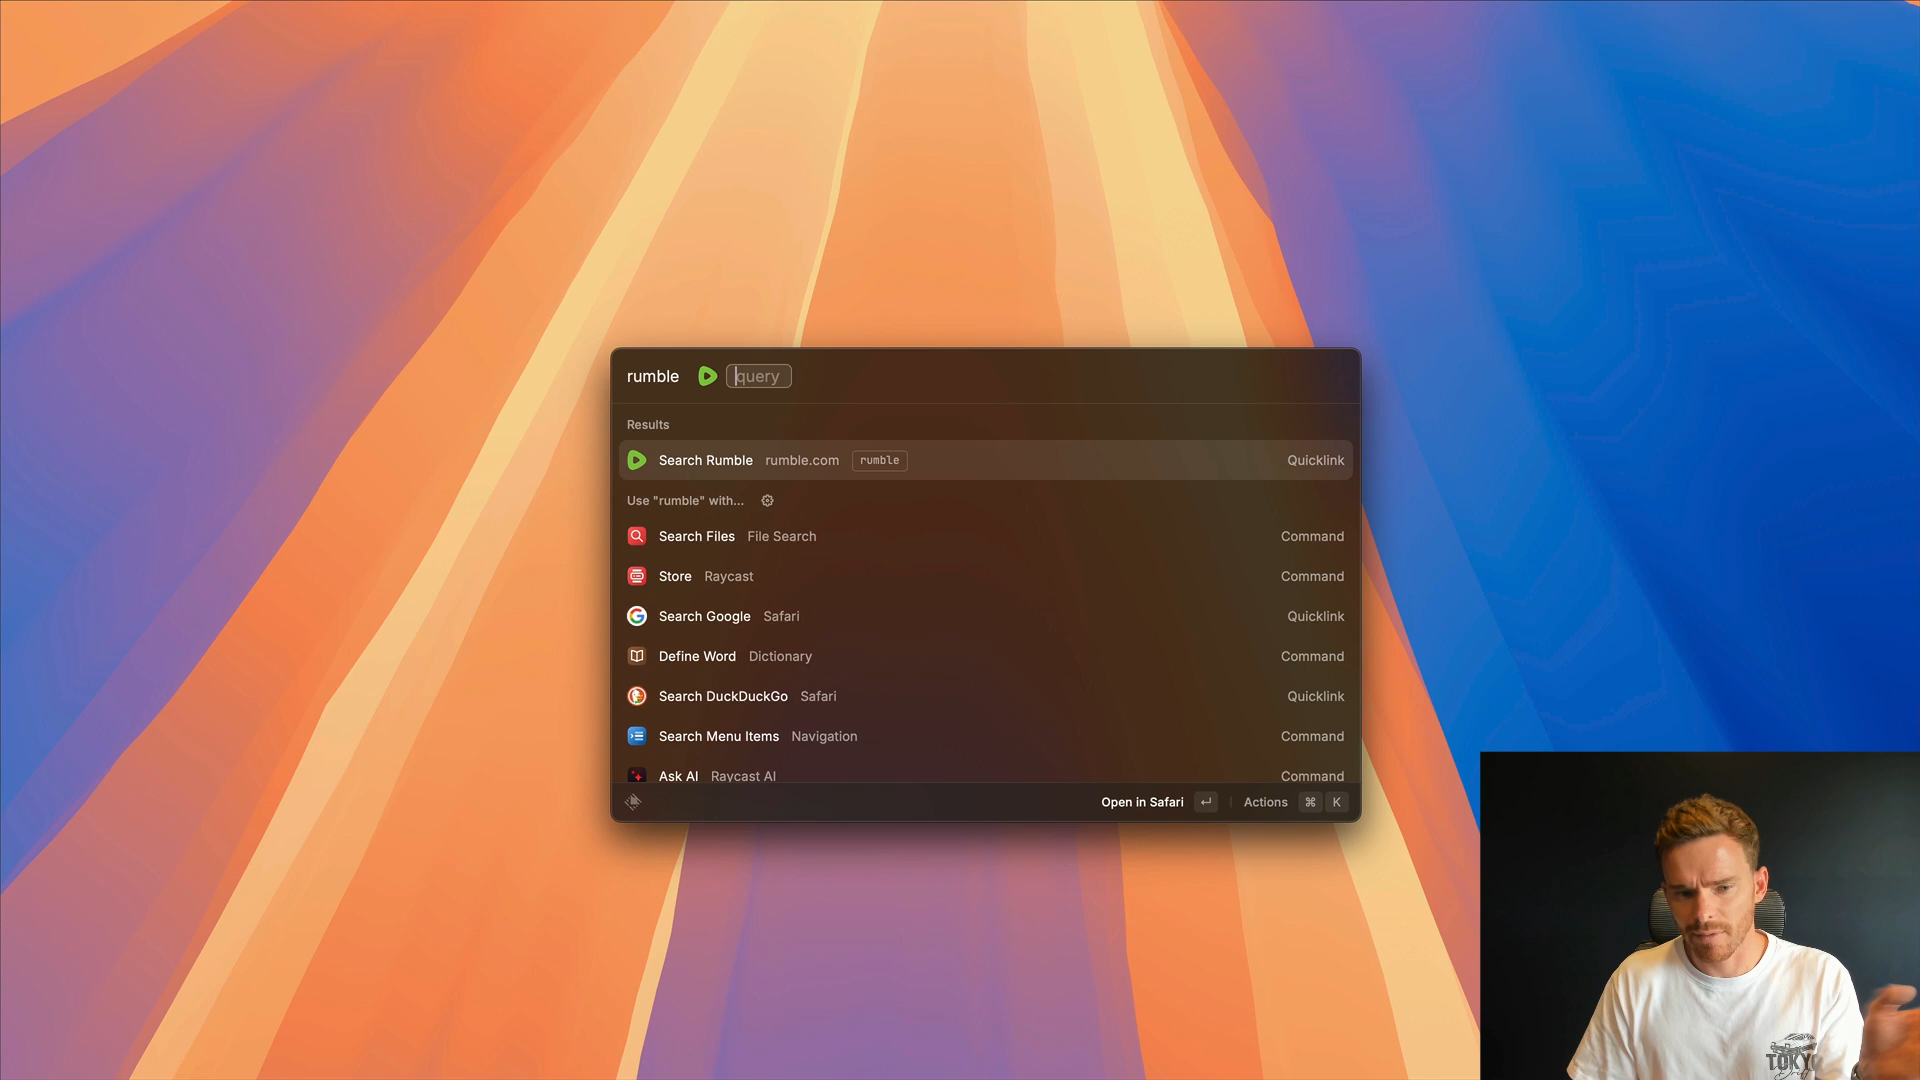 rumble query
Results
Search Rumble rumble.com rumble Quicklink
Use "rumble" with...
Search Files File Search Command
Store Raycast Command
Search Google Safari Quicklink
Define Word Dictionary Command
Search DuckDuckGo Safari Quicklink
Search Menu Items Navigation Command
Ask AI Raycast AI Command
Open in Safari ↵ Actions ⌘ K
TOKYO
Drift